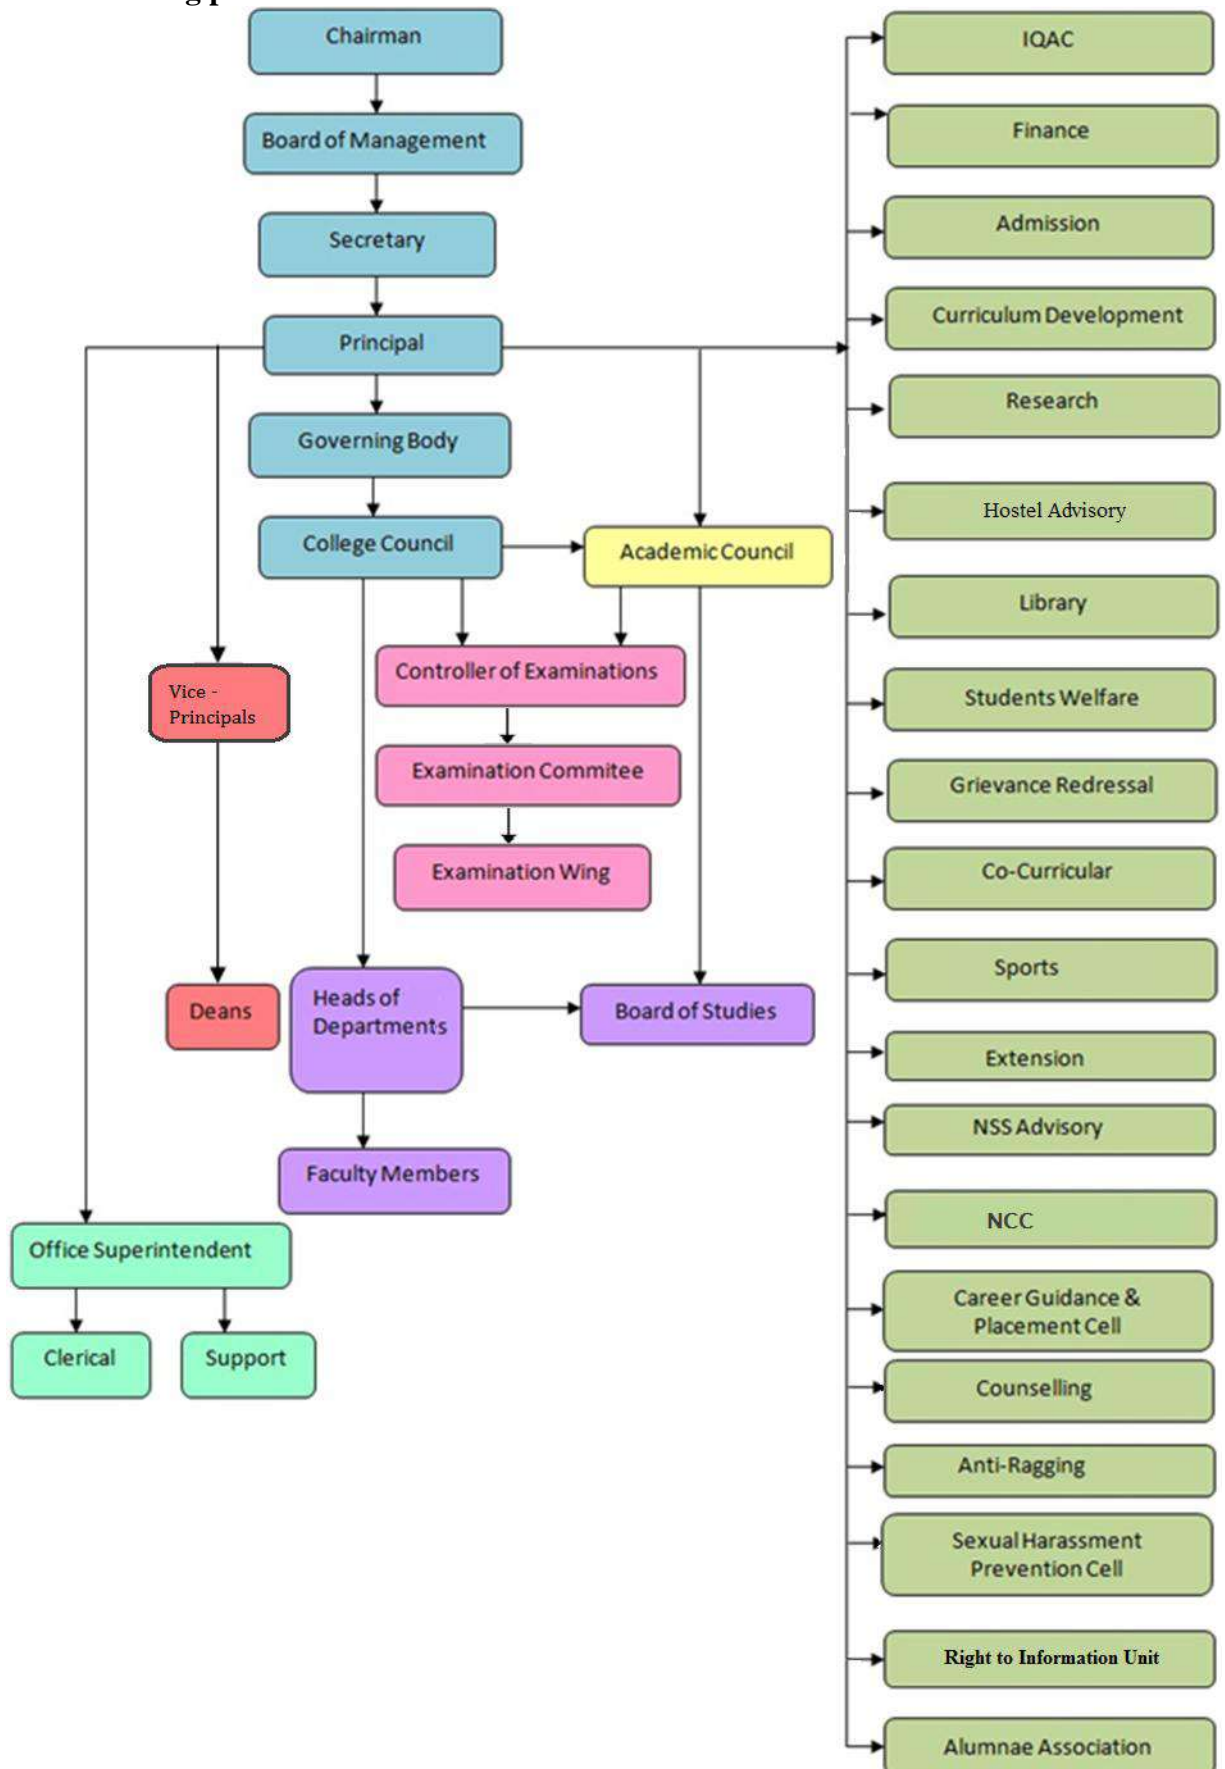 Chairman
Board of Management
Secretary
Principal
Governing Body
College Council
Academic Council
Controller of Examinations
Vice -
Principals
Examination Commitee
Examination Wing
Deans
Heads of
Departments
Board of Studies
Faculty Members
Office Superintendent
Clerical
Support
IQAC
Finance
Admission
Curriculum Development
Research
Hostel Advisory
Library
Students Welfare
Grievance Redressal
Co-Curricular
Sports
Extension
NSS Advisory
NCC
Career Guidance &
Placement Cell
Counselling
Anti-Ragging
Sexual Harassment
Prevention Cell
Right to Information Unit
Alumnae Association